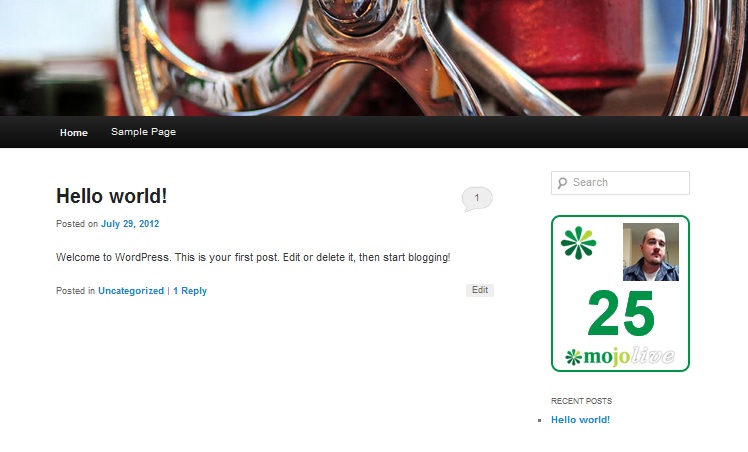 Home
Sample Page
Hello world!
1
Posted on July 29, 2012
Welcome to WordPress. This is your first post. Edit or delete it, then start blogging!
Posted in Uncategorized | 1 Reply
Edit
Search
25
mojolive
RECENT POSTS
Hello world!